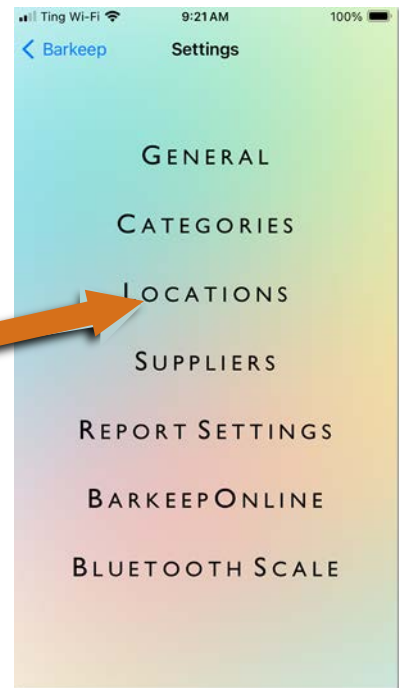 Ting Wi-Fi 9:21 AM 100%
Barkeep Settings
GENERAL
CATEGORIES
LOCATIONS
SUPPLIERS
REPORT SETTINGS
BARKEEPONLINE
BLUETOOTH SCALE